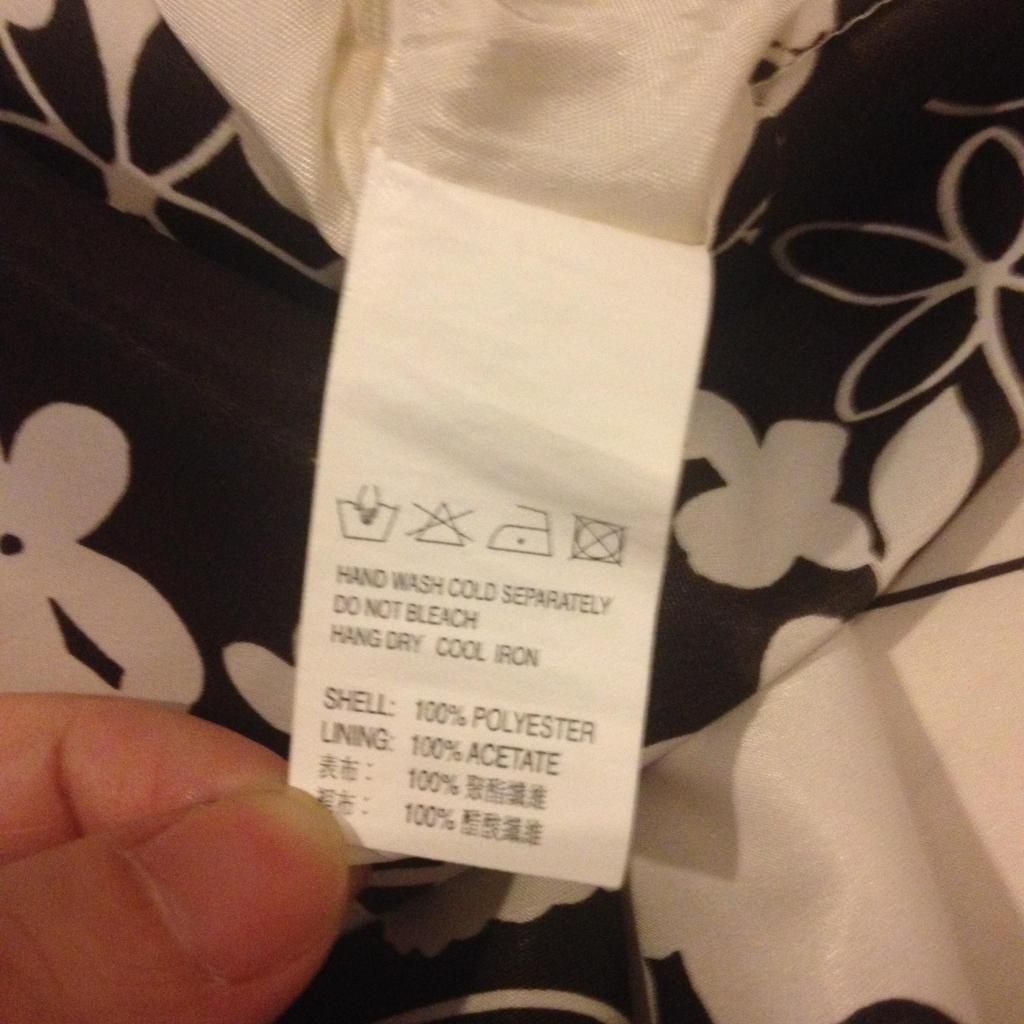 HAND WASH COLD SEPARATELY
DO NOT BLEACH
HANG DRY COOL IRON
SHELL: 100% POLYESTER
LINING: 100% ACETATE
表布： 100% 聚酯纖維
布： 100% 醋酸纖維